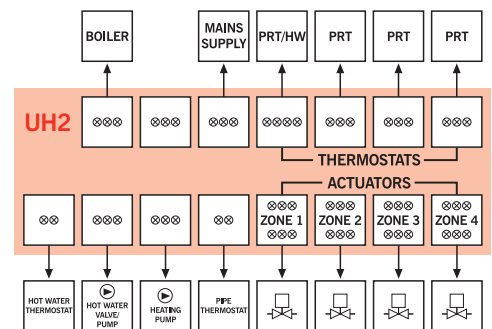 BOILER
MAINS
SUPPLY
PRT/HW
PRT
PRT
PRT
UH2
THERMOSTATS
ACTUATORS
ZONE 1
ZONE 2
ZONE 3
ZONE 4
HOT WATER
THERMOSTAT
HOT WATER
VALVE/
PUMP
HEATING
PUMP
PIPE
THERMOSTAT